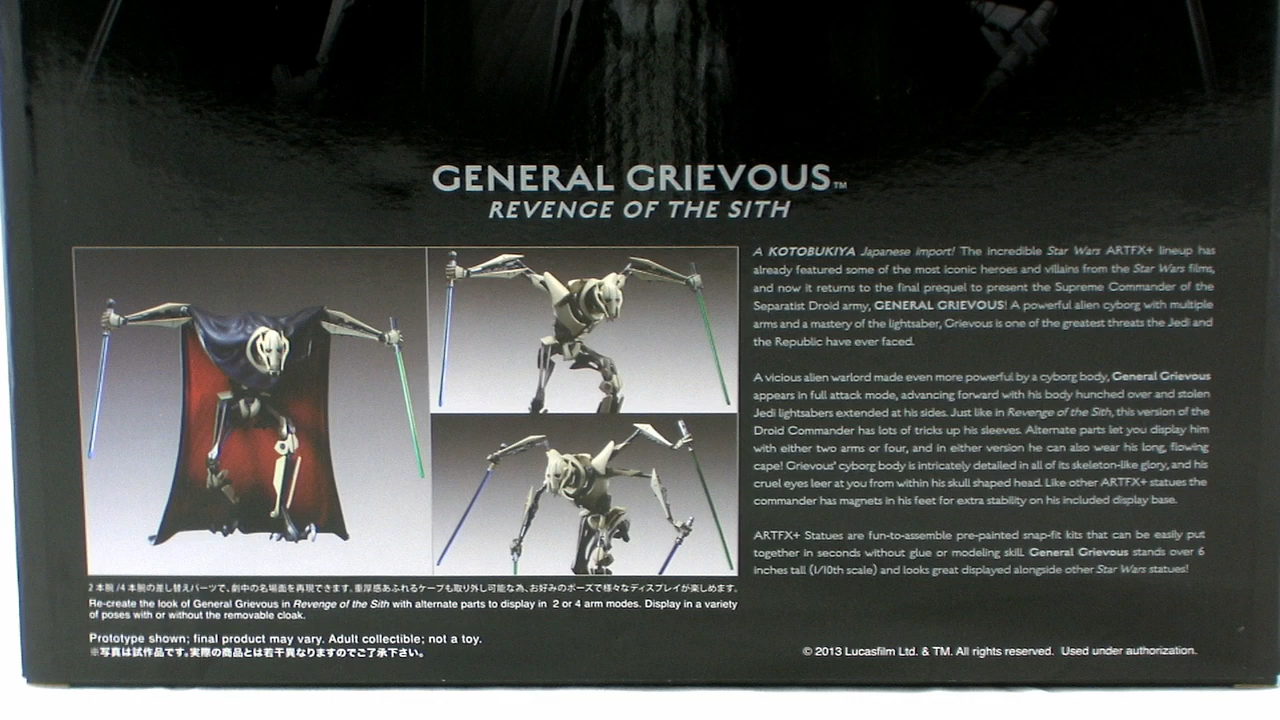 GENERAL GRIEVOUS™
REVENGE OF THE SITH
A KOTOBUKIYA Japanese import! The incredible Star Wars ARTFX+ lineup has
already featured some of the most iconic heroes and villains from the Star Wars films,
and now it returns to the final prequel to present the Supreme Commander of the
Separatist Droid army, GENERAL GRIEVOUS! A powerful alien cyborg with multiple
arms and a mastery of the lightsaber, Grievous is one of the greatest threats the Jedi and
the Republic have ever faced.
A vicious alien warlord made even more powerful by a cyborg body, General Grievous
appears in full attack mode, advancing forward with his body hunched over and stolen
Jedi lightsabers extended at his sides. Just like in Revenge of the Sith, this version of the
Droid Commander has lots of tricks up his sleeves. Alternate parts let you display him
with either two arms or four, and in either version he can also wear his long, flowing
cape! Grievous' cyborg body is intricately detailed in all of its skeleton-like glory, and his
cruel eyes leer at you from within his skull shaped head. Like other ARTFX+ statues the
commander has magnets in his feet for extra stability on his included display base.
ARTFX+ Statues are fun-to-assemble pre-painted snap-fit kits that can be easily put
together in seconds without glue or modeling skill. General Grievous stands over 6
inches tall (1/10th scale) and looks great displayed alongside other Star Wars statues!
2本腕/4本腕の差し替えパーツで、劇中の名場面を再現できます。重厚感あふれるケープも取り外し可能な為、お好みのポーズで様々なディスプレイが楽しめます。
Re-create the look of General Grievous in Revenge of the Sith with alternate parts to display in 2 or 4 arm modes. Display in a variety
of poses with or without the removable cloak.
Prototype shown; final product may vary. Adult collectible; not a toy.
※写真は試作品です。実際の商品とは若干異なりますのでご了承下さい。
© 2013 Lucasfilm Ltd. & TM. All rights reserved. Used under authorization.